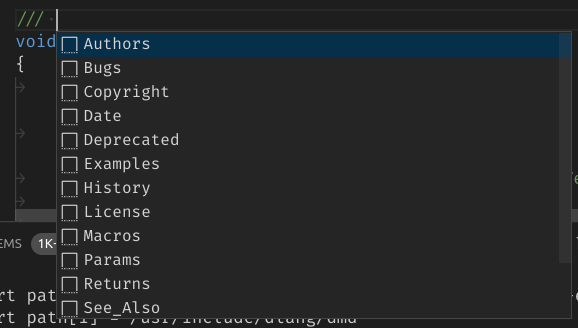 ///
void
Authors
{
Bugs
Copyright
Date
Deprecated
Examples
History
License
Macros
EMS 1K+
Params
Returns
rt pat
See_Also
rt path[1] = /usr/include/dlang/dmd